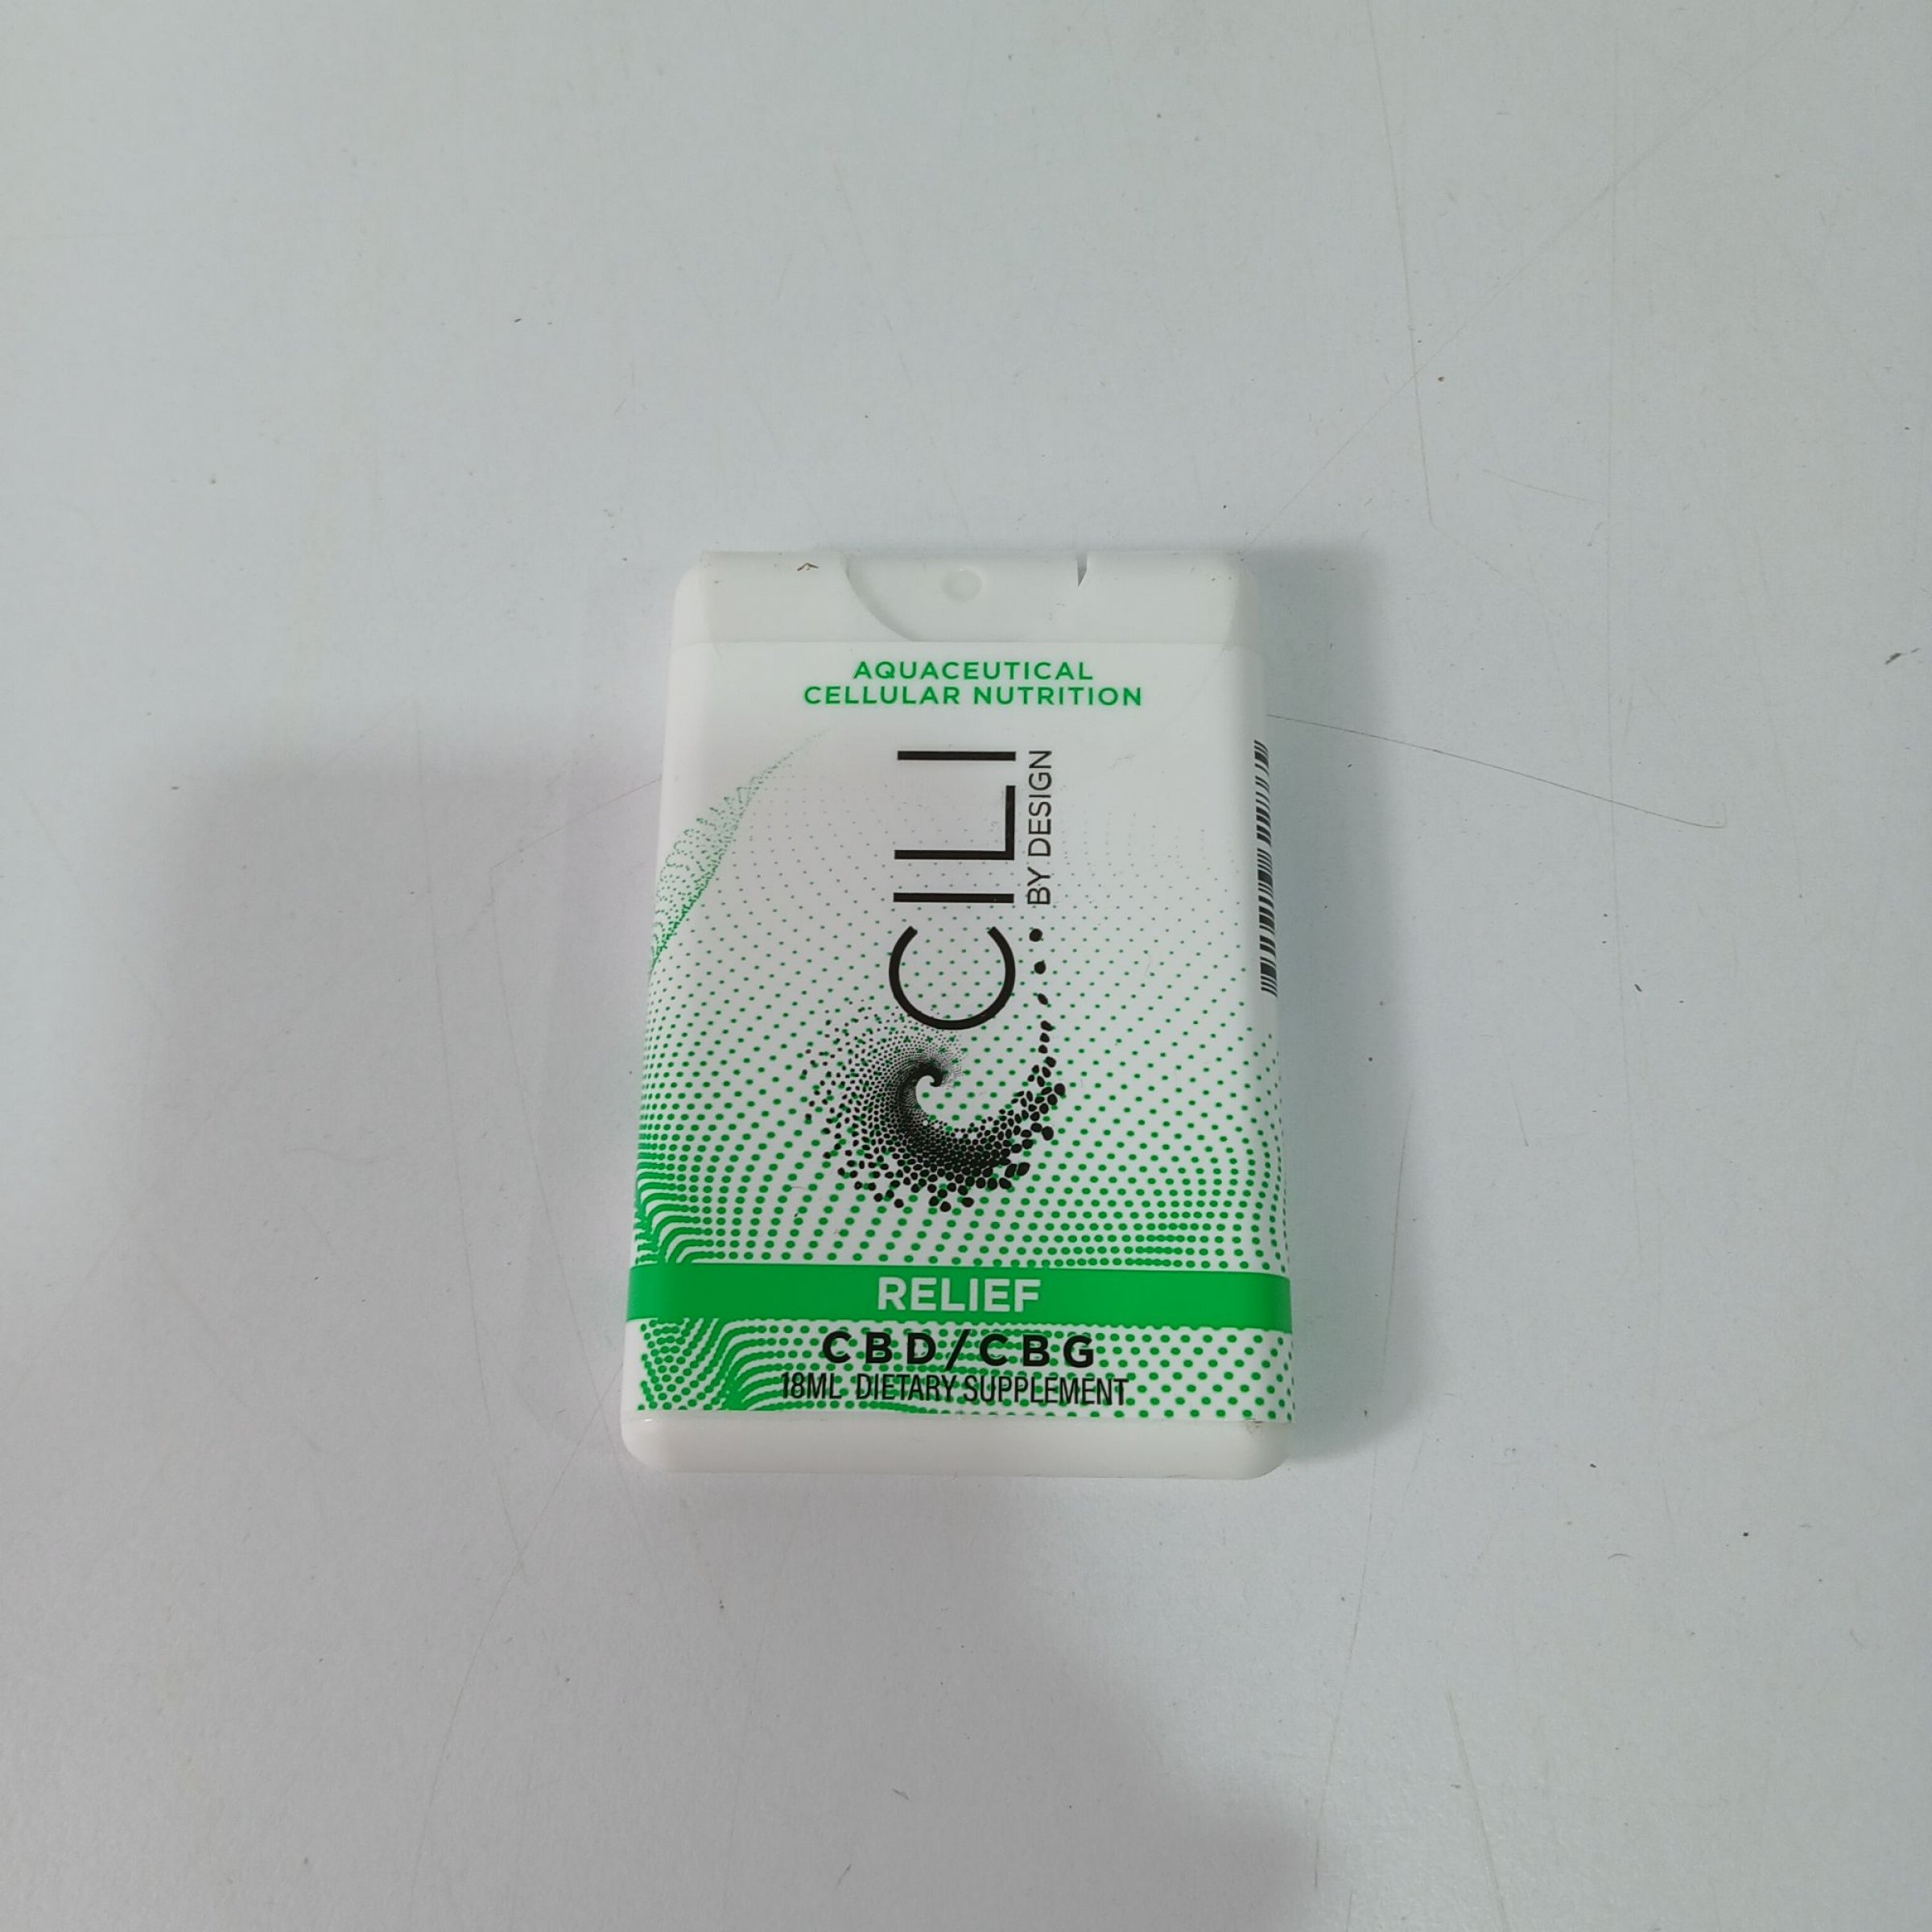 AQUACEUTICAL
CELLULAR NUTRITION
CILI
BY DESIGN
RELIEF
CBD/CBG
18ML DIETARY SUPPLEMENT